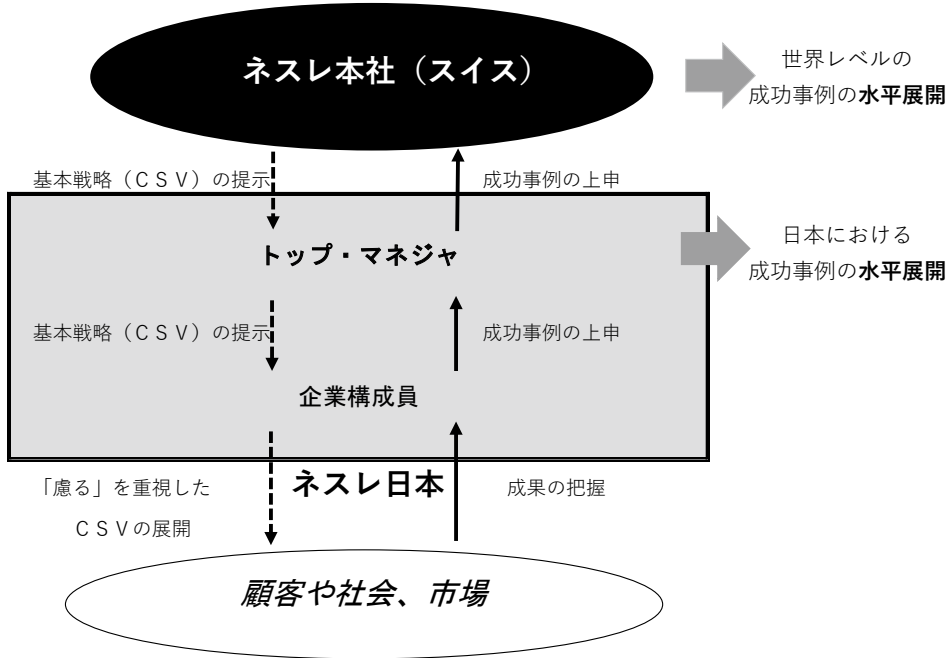 ネスレ本社（スイス）
世界レベルの
成功事例の水平展開
基本戦略（ＣＳＶ）の提示
成功事例の上申
トップ・マネジャ
日本における
成功事例の水平展開
基本戦略（ＣＳＶ）の提示
成功事例の上申
企業構成員
「慮る」を重視した
ＣＳＶの展開
ネスレ日本
成果の把握
顧客や社会、市場